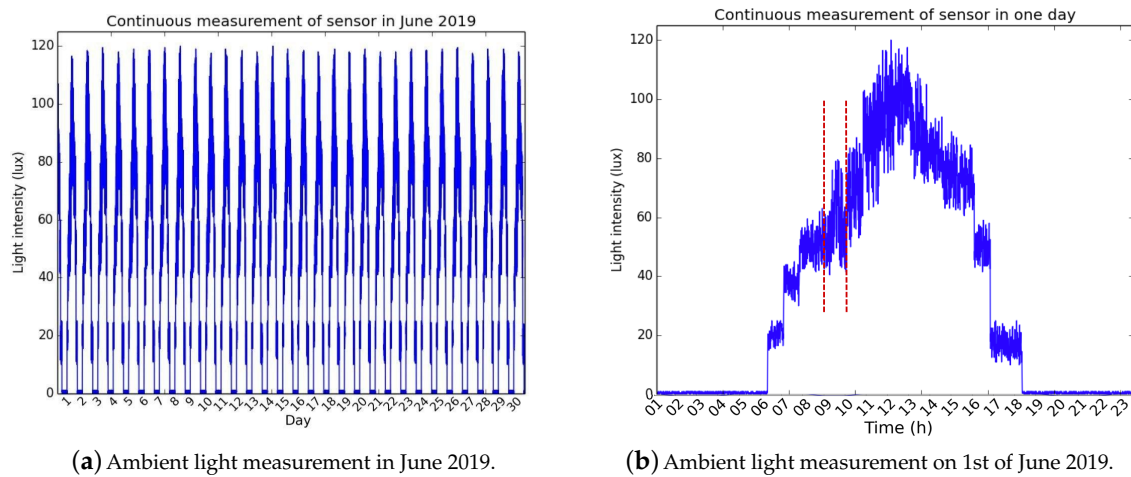 Continuous measurement of sensor in June 2019
Light intensity (lux)
120
100
80
60
40
20
0
1 2 3 4 5 6 7 8 9 10 11 12 13 14 15 16 17 18 19 20 21 22 23 24 25 26 27 28 29 30
Day
(a) Ambient light measurement in June 2019.
Continuous measurement of sensor in one day
Light intensity (lux)
120
100
80
60
40
20
0
01 02 03 04 05 06 07 08 09 10 11 12 13 14 15 16 17 18 19 20 21 22 23
Time (h)
(b) Ambient light measurement on 1st of June 2019.